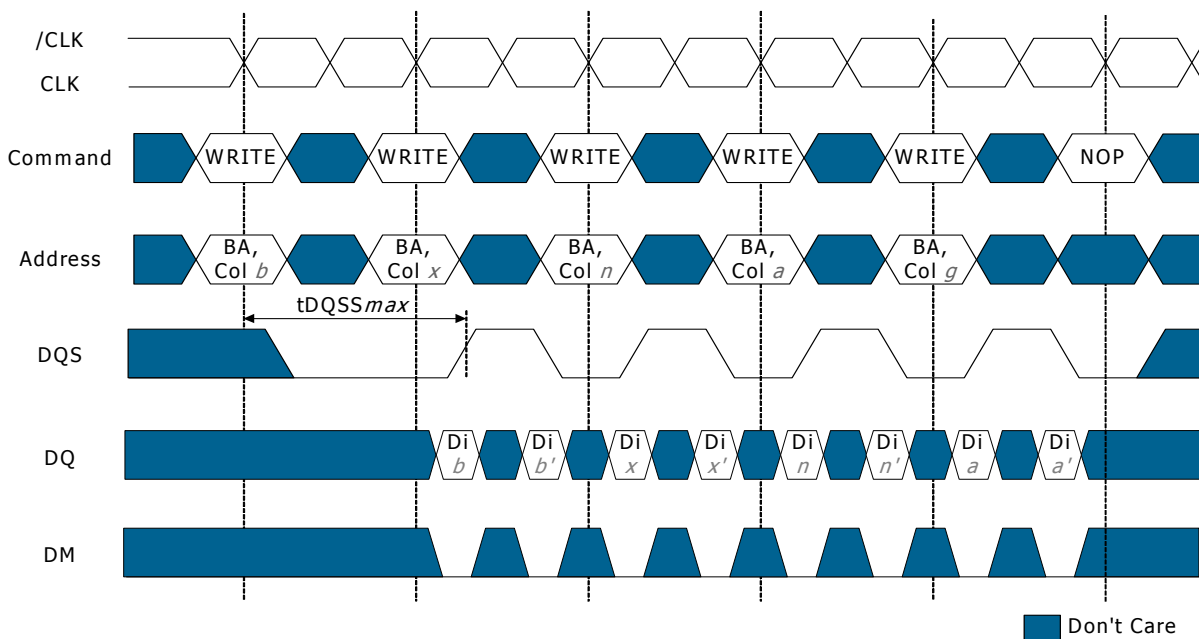 /CLK
CLK
Command
WRITE
WRITE
WRITE
WRITE
WRITE
NOP
Address
BA,
Col b
BA,
Col x
BA,
Col n
BA,
Col a
BA,
Col g
tDQSSmax
DQS
DQ
Di
b
Di
b'
Di
x
Di
x'
Di
n
Di
n'
Di
a
Di
a'
DM
Don't Care